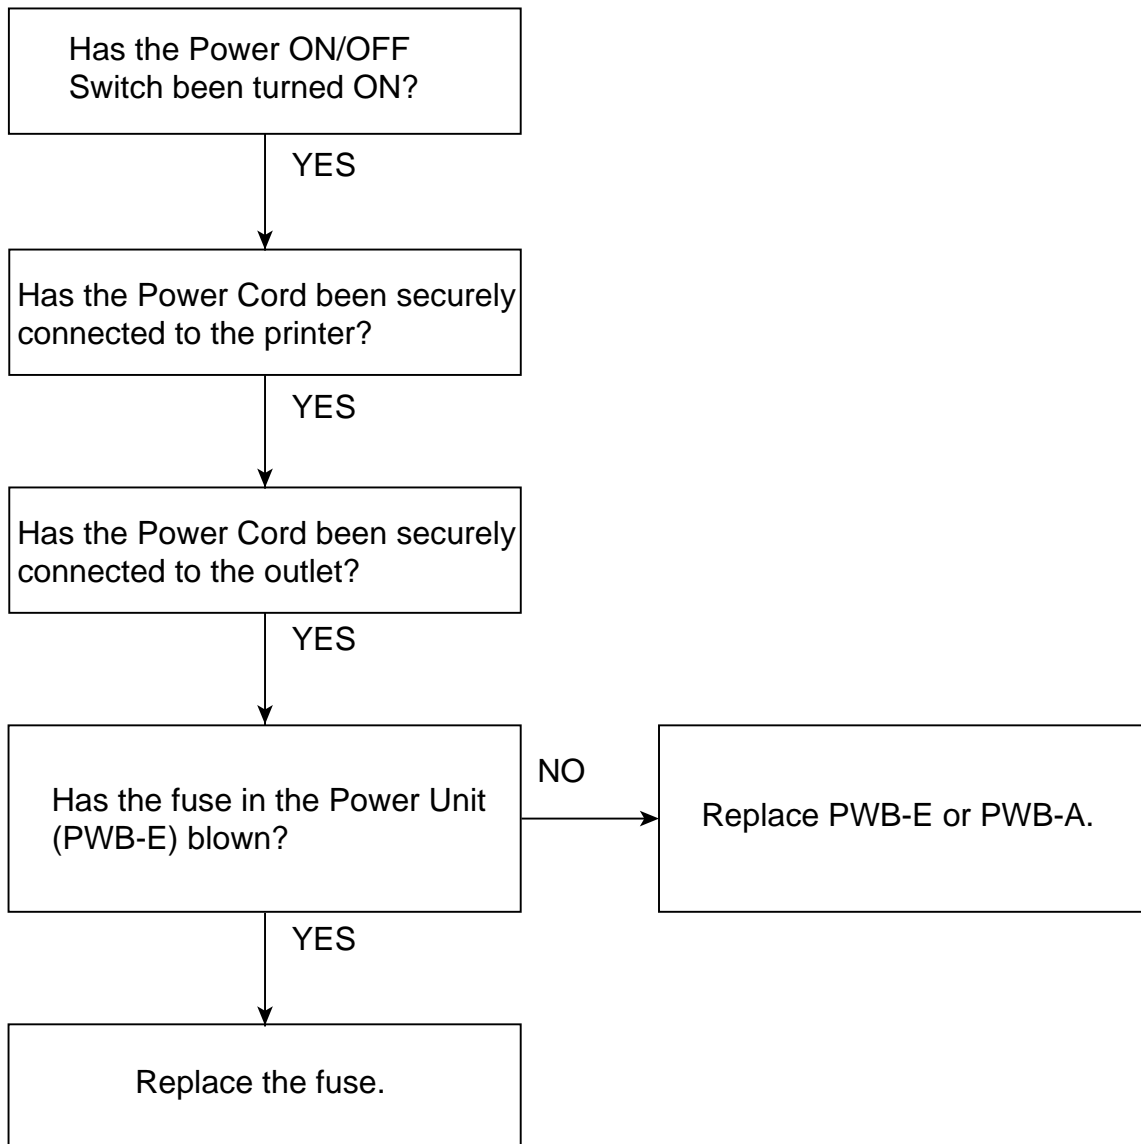 Has the Power ON/OFF
Switch been turned ON?
YES
Has the Power Cord been securely
connected to the printer?
YES
Has the Power Cord been securely
connected to the outlet?
YES
Has the fuse in the Power Unit
(PWB-E) blown?
NO
Replace PWB-E or PWB-A.
YES
Replace the fuse.